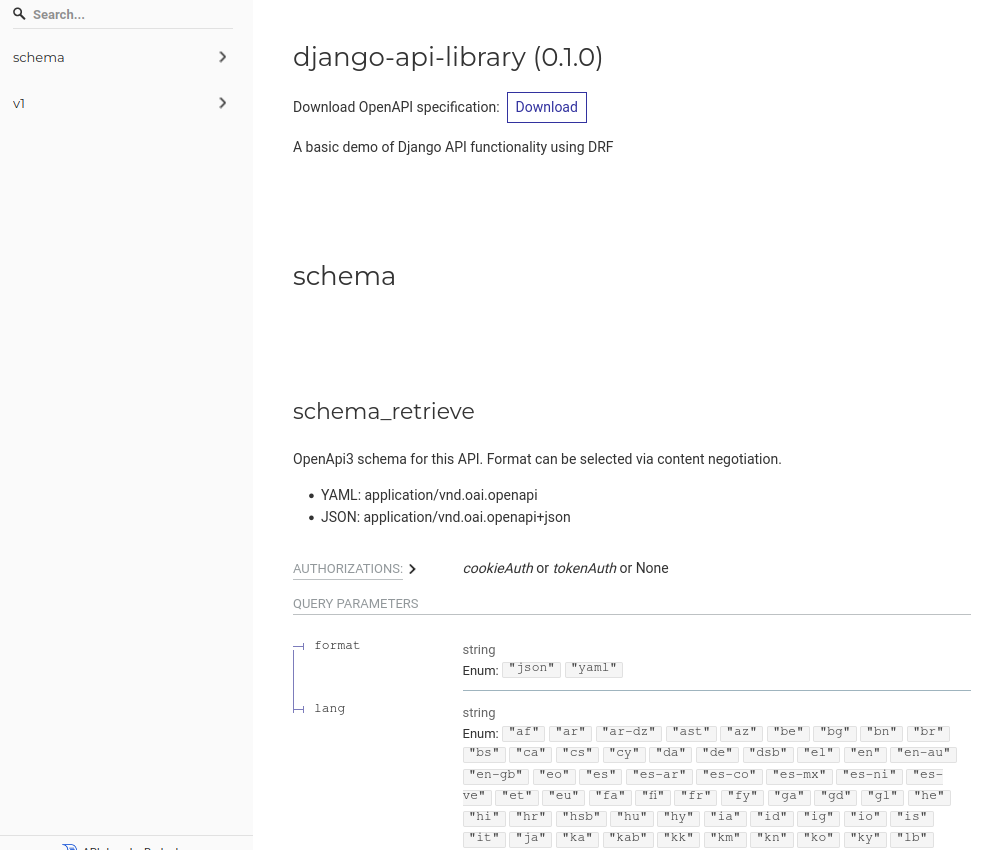 Search...
schema
v1
django-api-library (0.1.0)
Download OpenAPI specification: Download
A basic demo of Django API functionality using DRF
schema
schema_retrieve
OpenApi3 schema for this API. Format can be selected via content negotiation.
• YAML: application/vnd.oai.openapi
• JSON: application/vnd.oai.openapi+json
AUTHORIZATIONS: cookieAuth or tokenAuth or None
QUERY PARAMETERS
format
string
Enum: "json" "yaml"
lang
string
Enum: "af" "ar" "ar-dz" "ast" "az" "be" "bg" "bn" "br"
"bs" "ca" "cs" "cy" "da" "de" "dsb" "el" "en" "en-au"
"en-gb" "eo" "es" "es-ar" "es-co" "es-mx" "es-ni" "es-
ve" "et" "eu" "fa" "fi" "fr" "fy" "ga" "gd" "gl" "he"
"hi" "hr" "hsb" "hu" "hy" "ia" "id" "ig" "io" "is"
"it" "ja" "ka" "kab" "kk" "km" "kn" "ko" "ky" "lb"